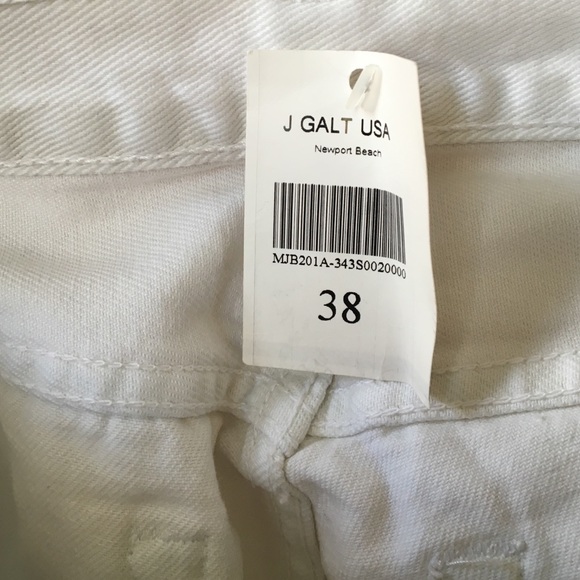 J GALT USA
Newport Beach
MJB201A-343S0020000
38